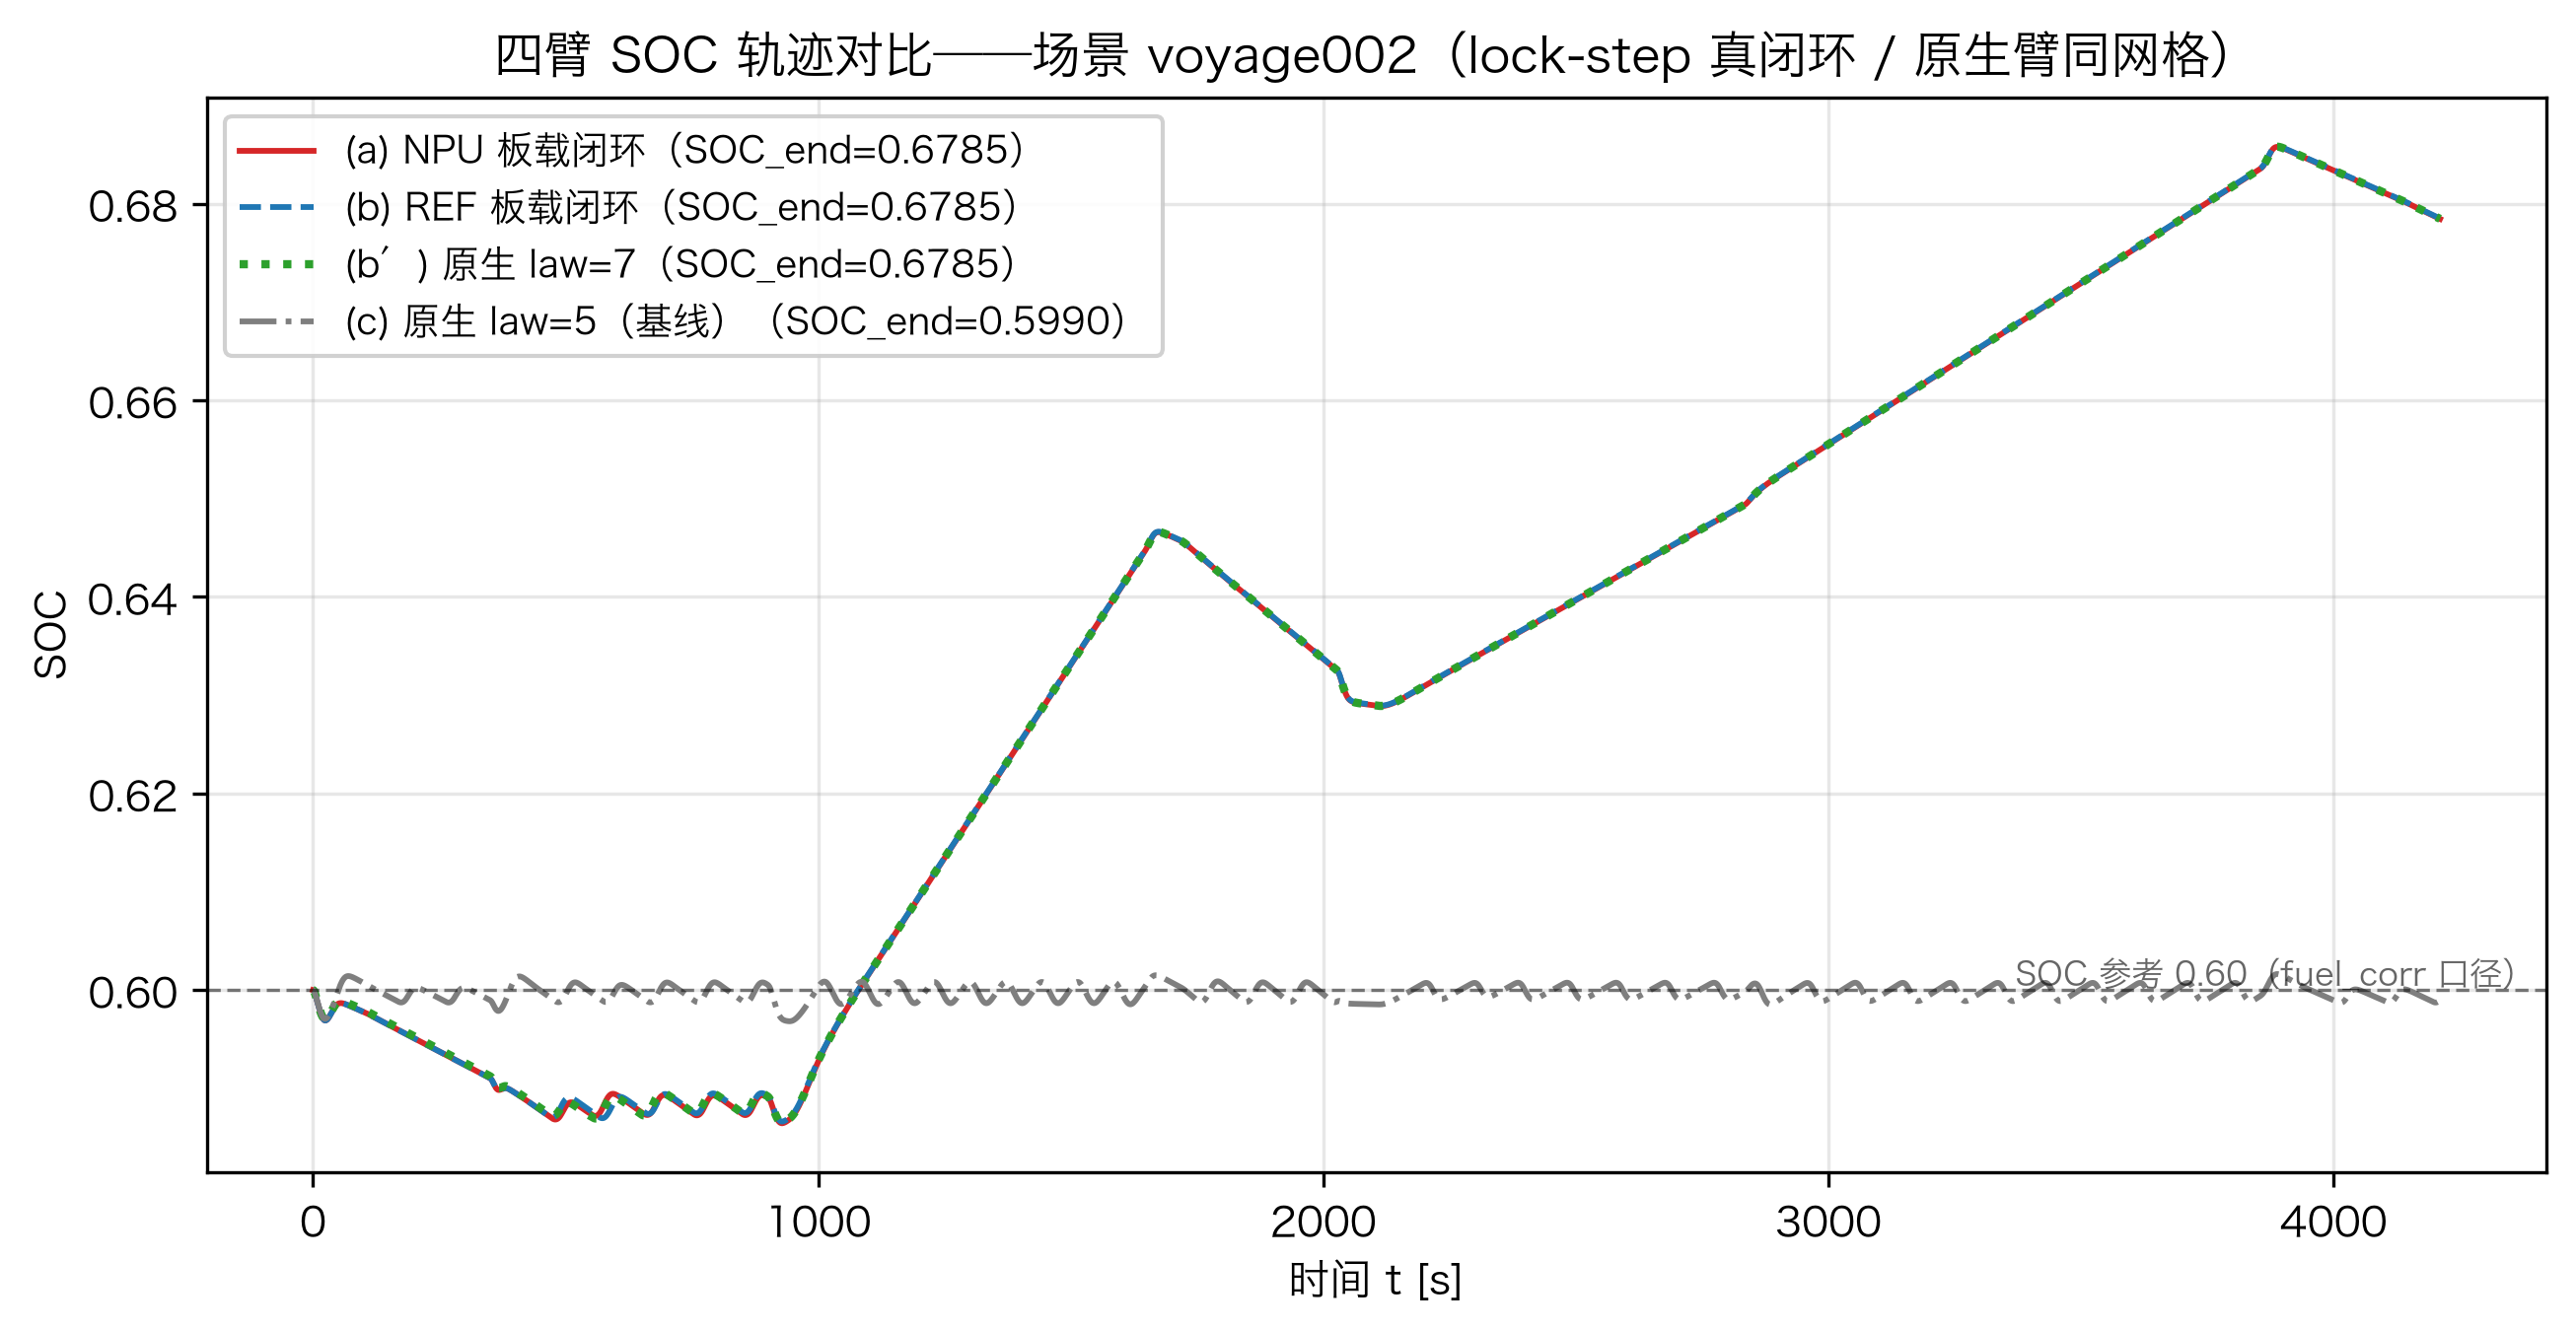 四臂 SOC 轨迹对比——场景 voyage002（lock-step 真闭环 / 原生臂同网格）
(a) NPU 板载闭环（SOC_end=0.6785）
(b) REF 板载闭环（SOC_end=0.6785）
(b′) 原生 law=7（SOC_end=0.6785）
(c) 原生 law=5（基线）（SOC_end=0.5990）
SOC
0.68
0.66
0.64
0.62
0.60
SOC 参考 0.60（fuel_corr 口径）
0
1000
2000
3000
4000
时间 t [s]